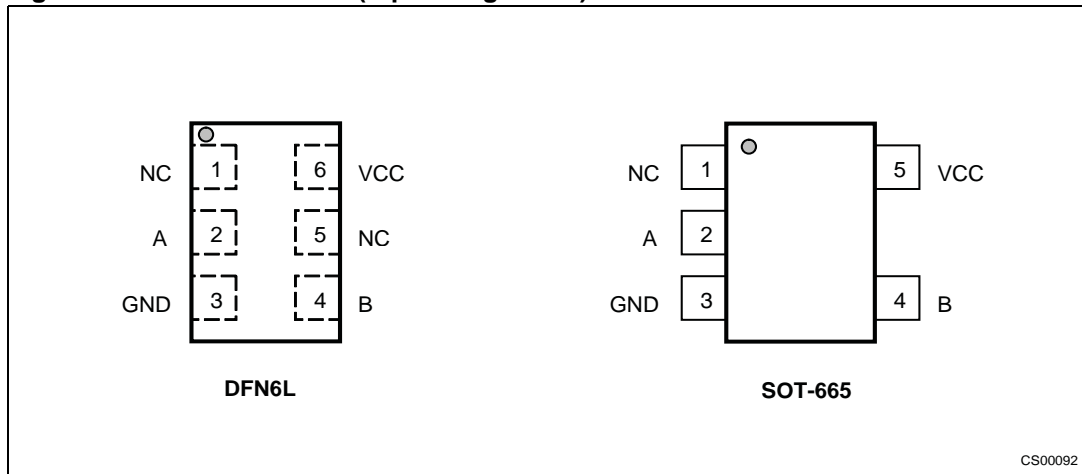 NC 1 6 VCC
A 2 5 NC
GND 3 4 B
DFN6L
NC 1 5 VCC
A 2
GND 3 4 B
SOT-665
CS00092